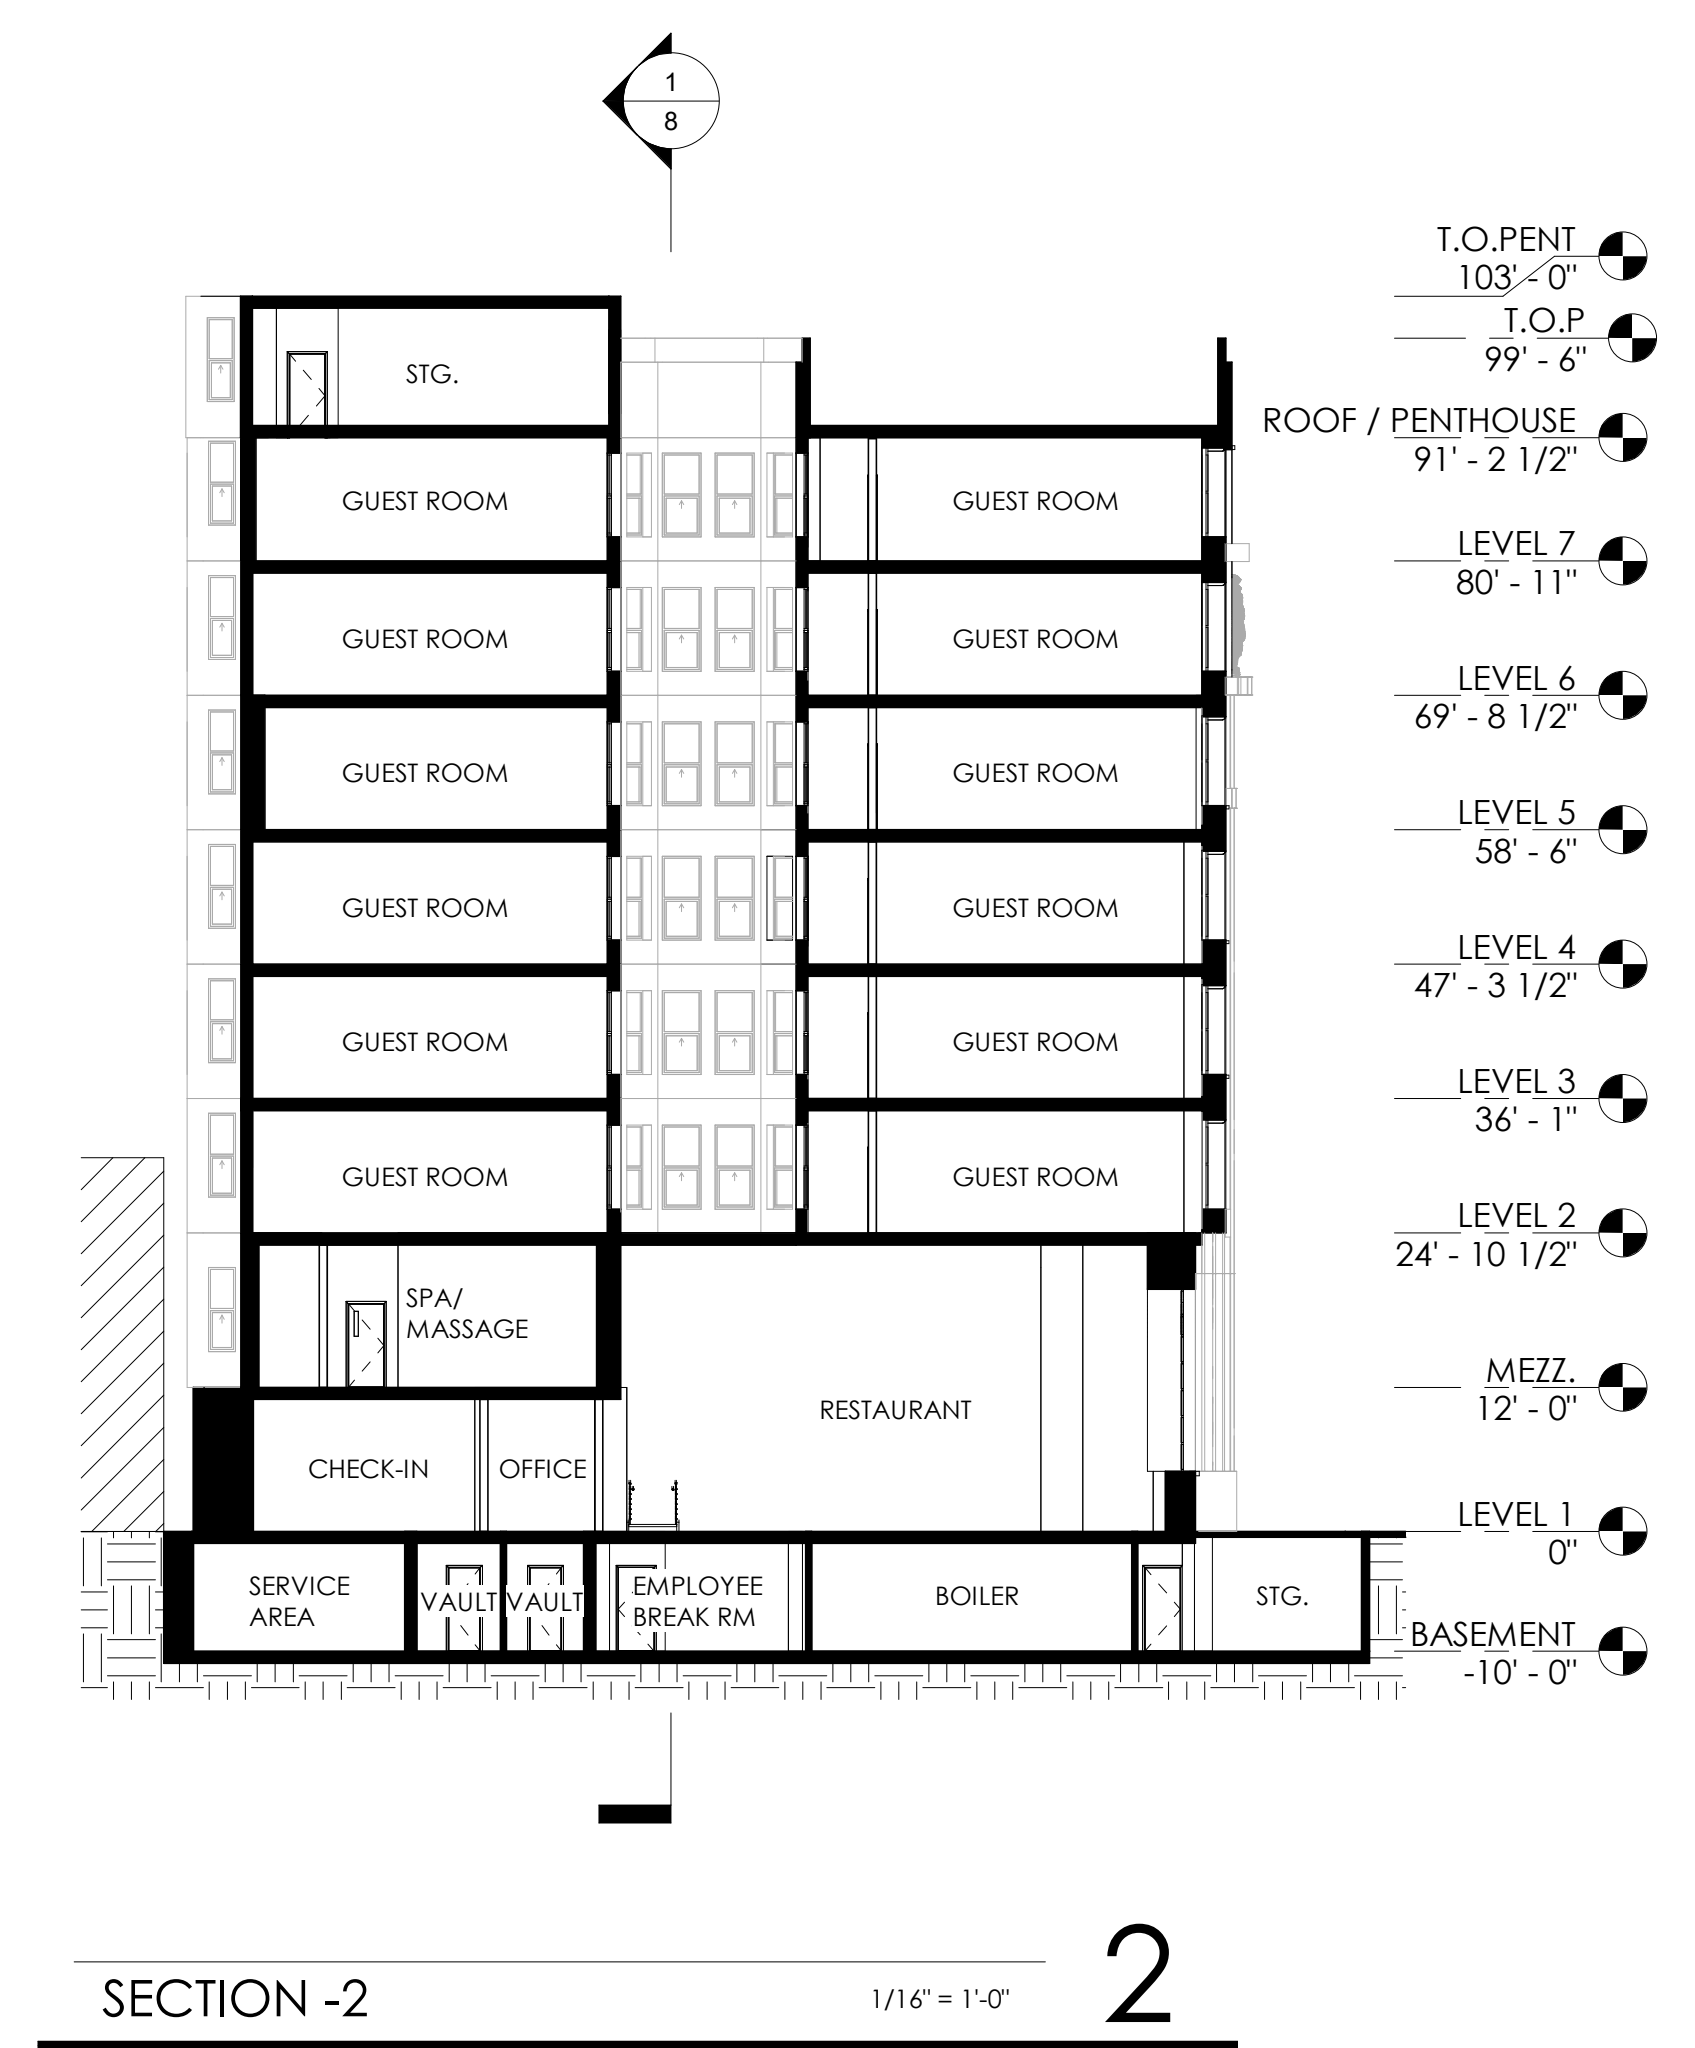 1
8
T.O.PENT
103' - 0"
T.O.P
99' - 6"
STG.
ROOF / PENTHOUSE
91' - 2 1/2"
GUEST ROOM
GUEST ROOM
LEVEL 7
80' - 11"
GUEST ROOM
GUEST ROOM
LEVEL 6
69' - 8 1/2"
GUEST ROOM
GUEST ROOM
LEVEL 5
58' - 6"
GUEST ROOM
GUEST ROOM
LEVEL 4
47' - 3 1/2"
GUEST ROOM
GUEST ROOM
LEVEL 3
36' - 1"
GUEST ROOM
GUEST ROOM
LEVEL 2
24' - 10 1/2"
SPA/
MASSAGE
MEZZ.
12' - 0"
RESTAURANT
CHECK-IN
OFFICE
LEVEL 1
0"
SERVICE
AREA
VAULT
VAULT
EMPLOYEE
BREAK RM
BOILER
STG.
BASEMENT
-10' - 0"
SECTION -2
1/16" = 1'-0"
2